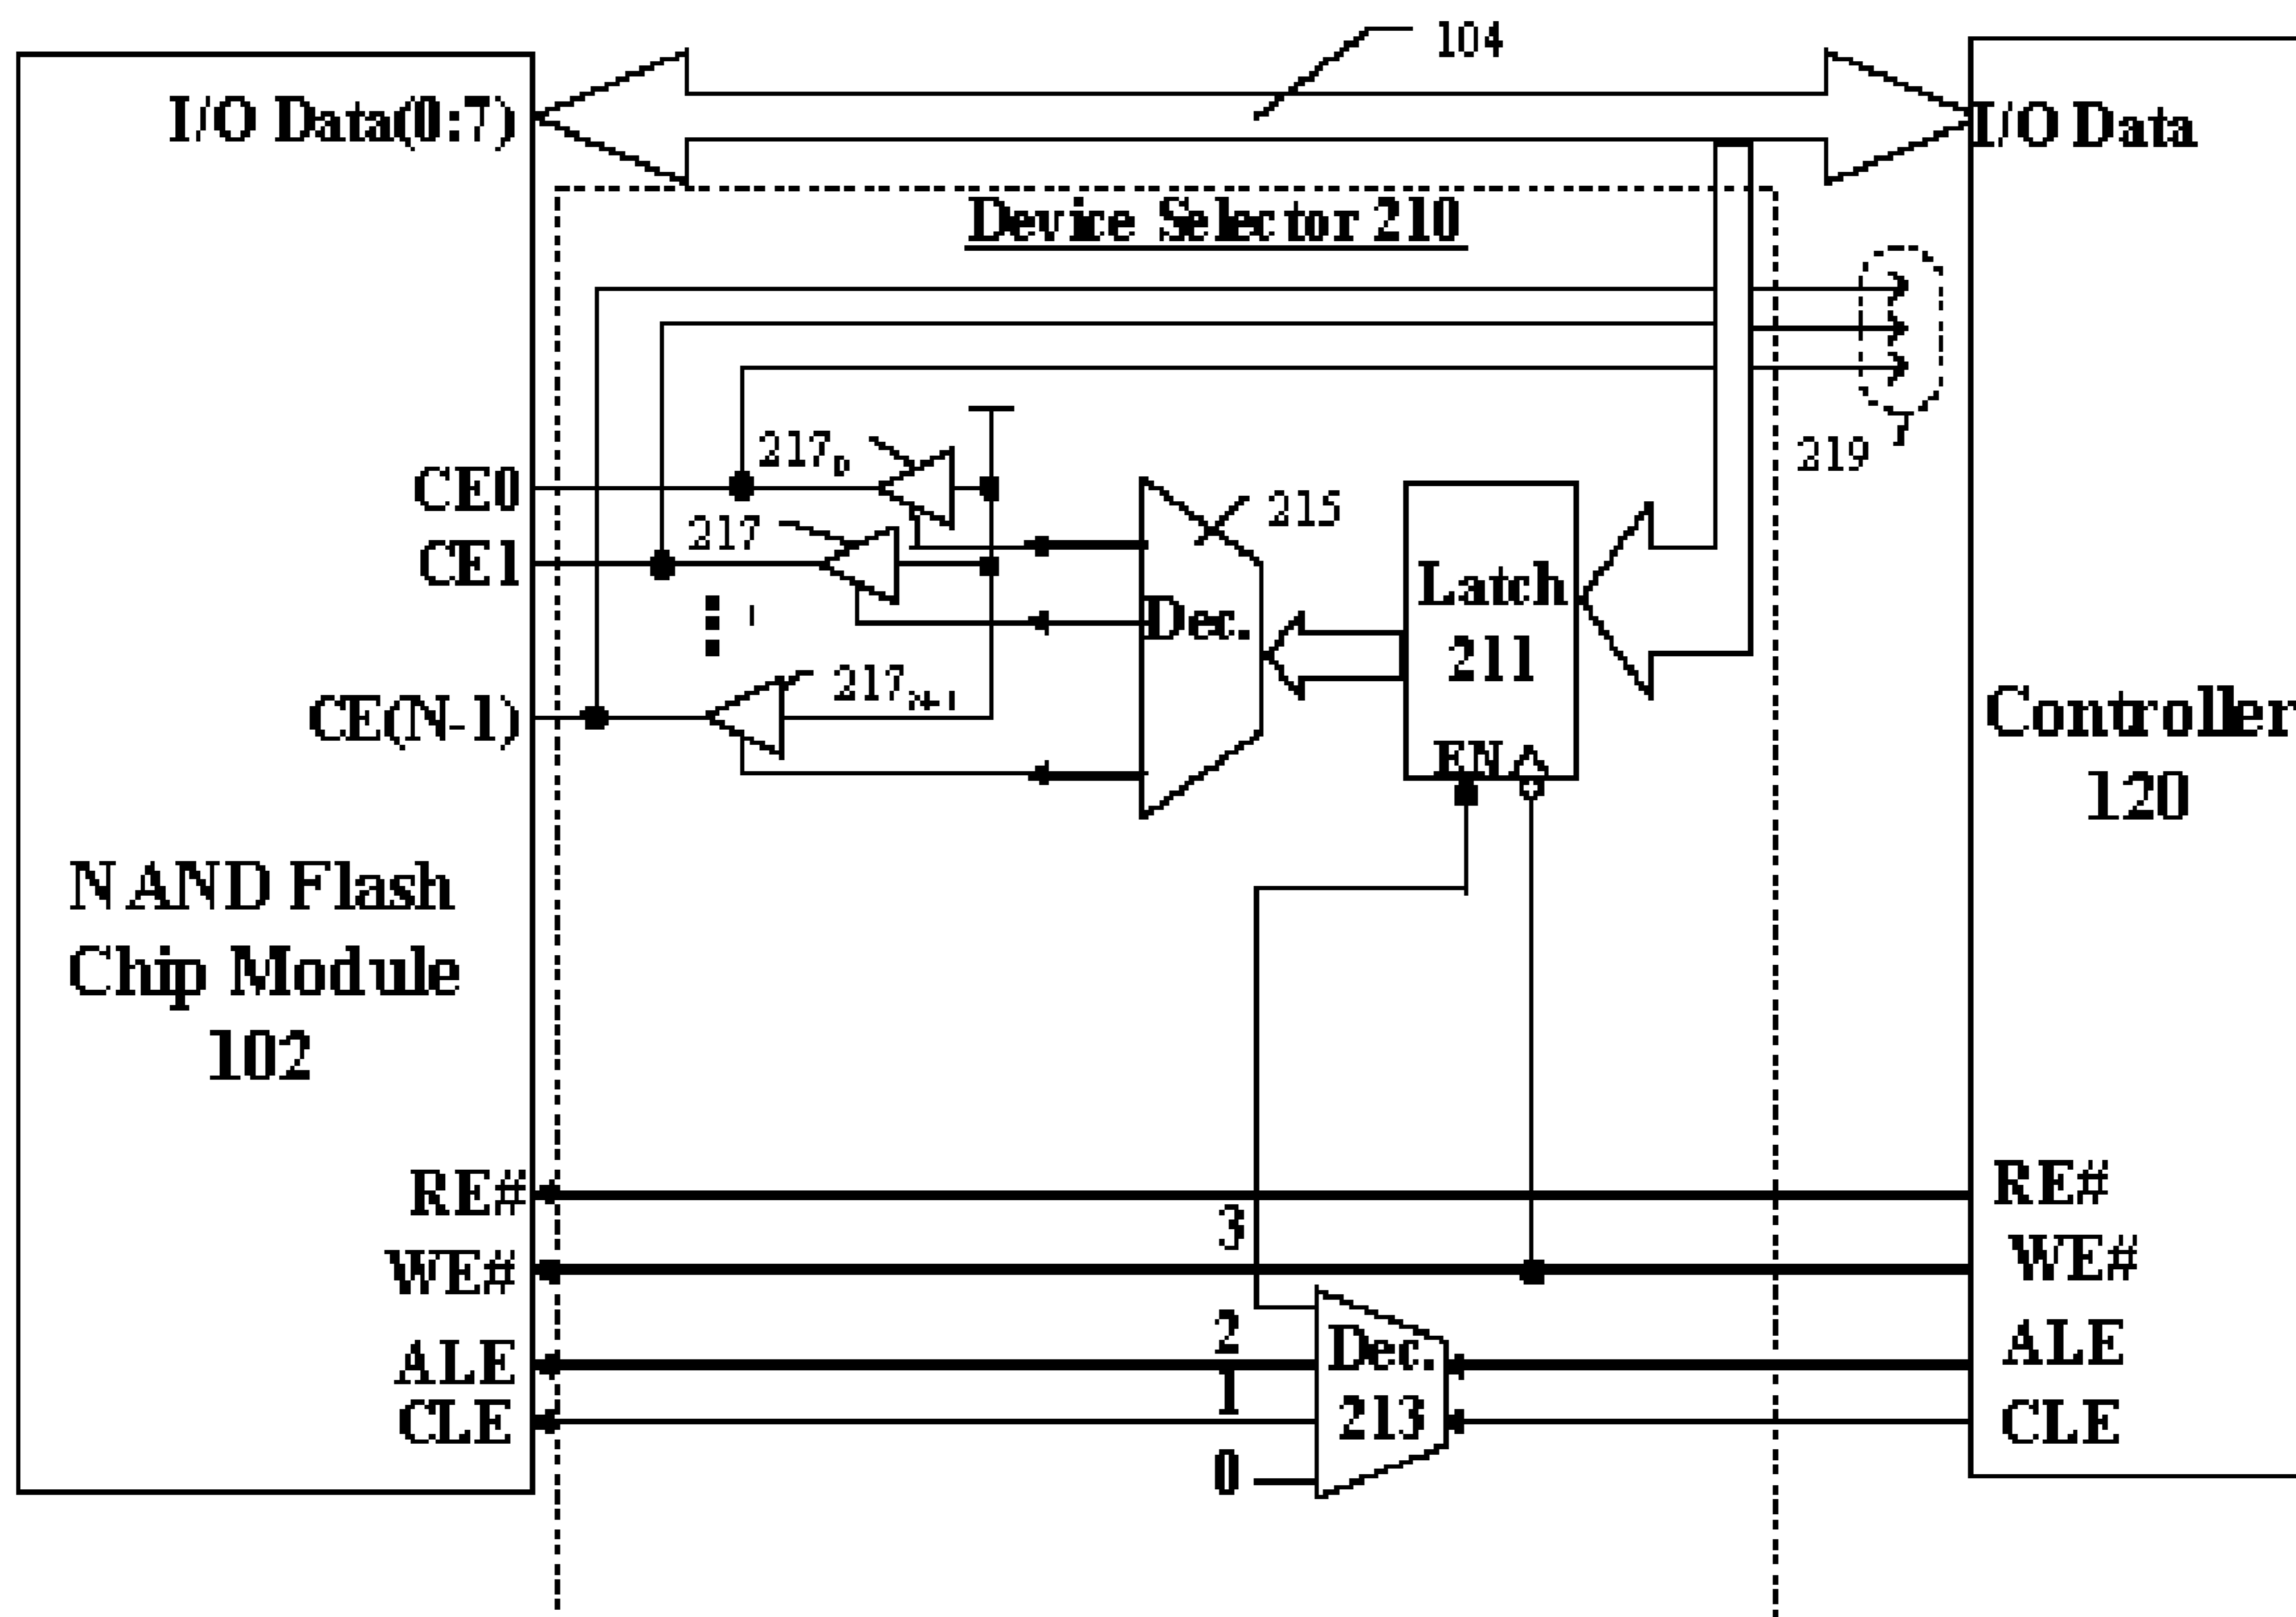 104
I/O Data(0:7)
I/O Data
Device Selector 210
219
217
CE0
215
217
CE1
Latch
211
Dec.
217
CE(N-1)
EN
Controller
120
NAND Flash
Chip Module
102
RE#
RE#
3
WE#
WE#
2
ALE
Dec.
ALE
1
213
CLE
CLE
0